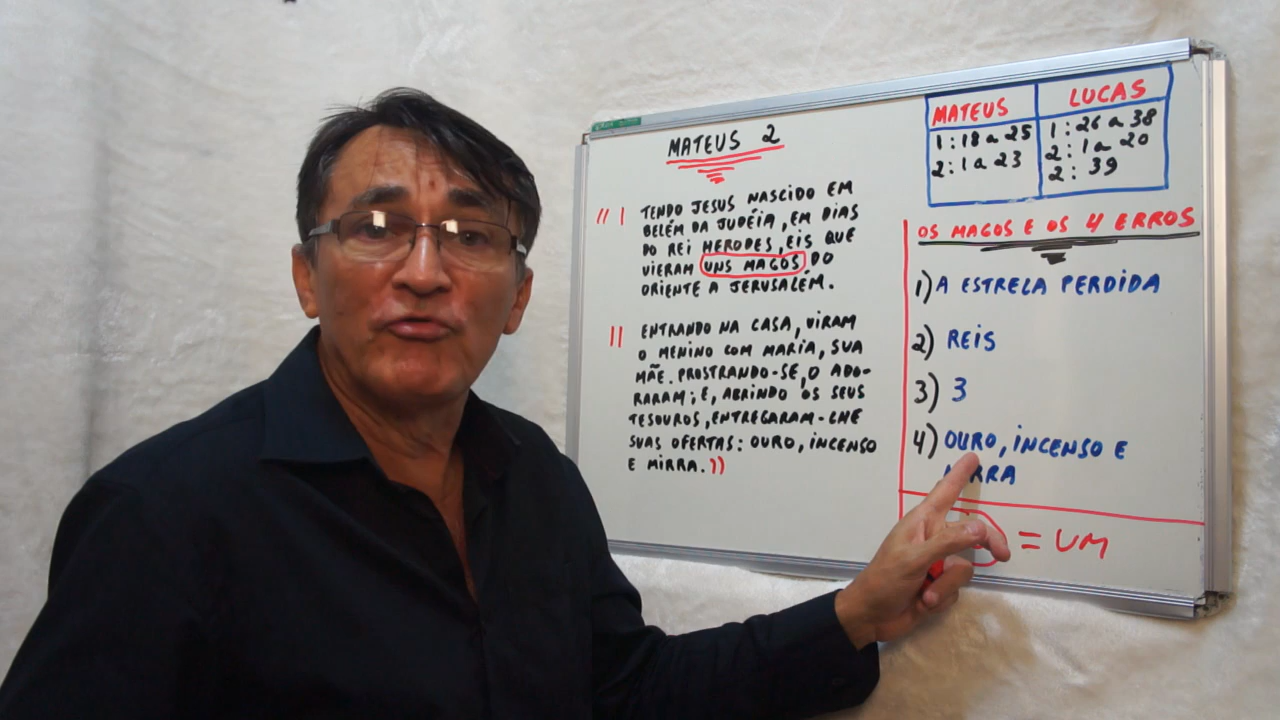 MATEUS 2
" 1 TENDO JESUS NASCIDO EM
BELÉM DA JUDÉIA, EM DIAS
DO REI HERODES, EIS QUE
VIERAM UNS MAGOS DO
ORIENTE A JERUSALÉM.
11 ENTRANDO NA CASA, VIRAM
O MENINO COM MARIA, SUA
MÃE. PROSTRANDO-SE, O ADO-
RARAM; E, ABRINDO OS SEUS
TESOUROS, ENTREGARAM-LHE
SUAS OFERTAS: OURO, INCENSO
E MIRRA."
MATEUS
1:18 a 25
2:1 a 23
LUCAS
1:26 a 38
2:1 a 20
2:39
OS MAGOS E OS 4 ERROS
1) A ESTRELA PERDIDA
2) REIS
3) 3
4) OURO, INCENSO E
= UM